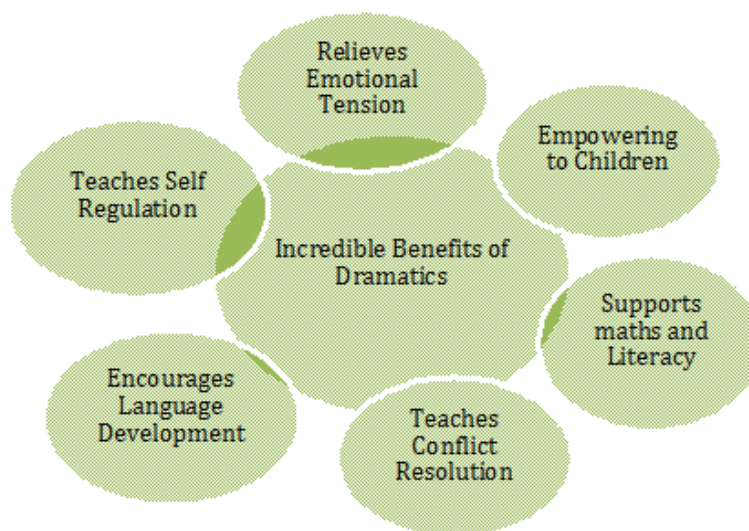 Relieves
Emotional
Tension
Empowering
to Children
Teaches Self
Regulation
Incredible Benefits of
Dramatics
Supports
maths and
Literacy
Encourages
Language
Development
Teaches
Conflict
Resolution